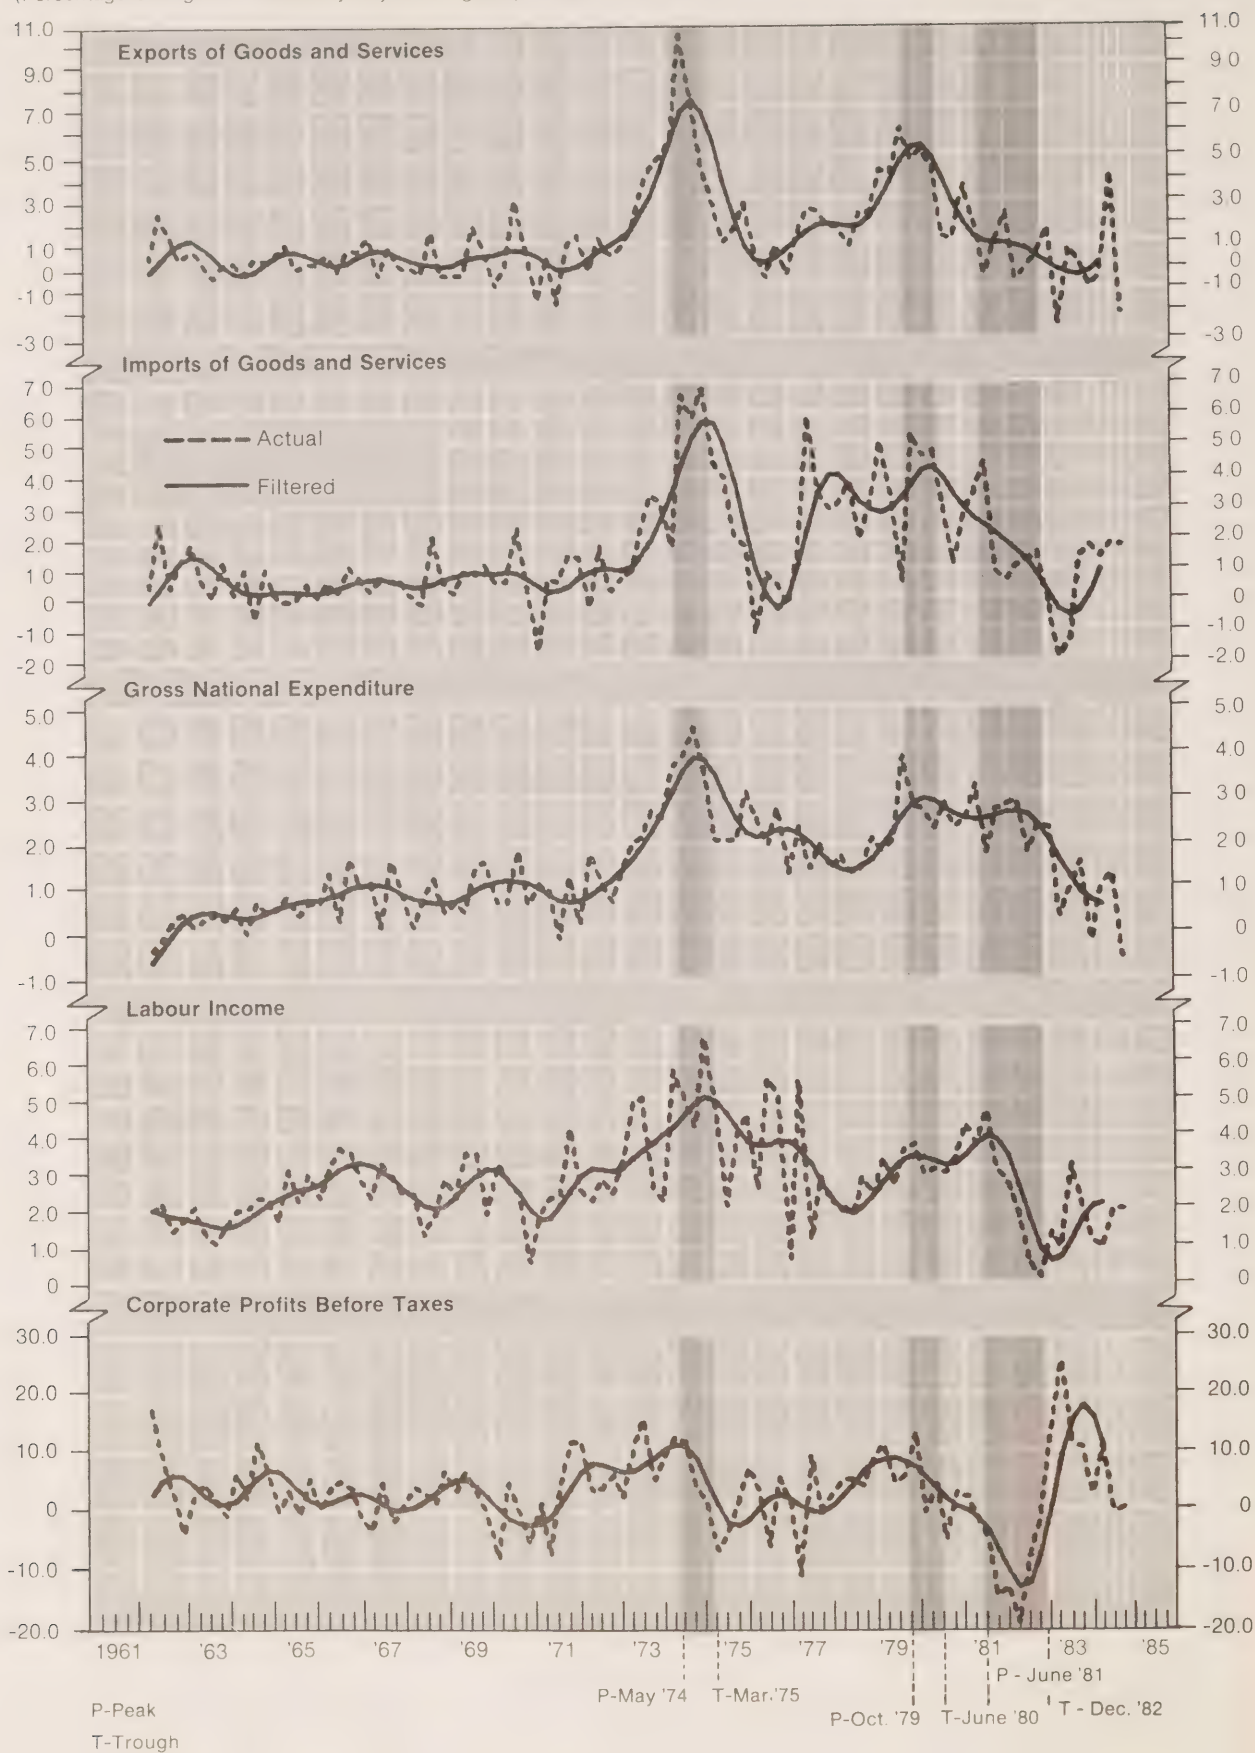 11.0 11.0
Exports of Goods and Services
9.0 9 0
7.0 7 0
5.0 5 0
3.0 3 0
1 0 1 0
0 0
-1 0 -1 0
-3 0 -3 0
Imports of Goods and Services
7 0 7 0
6 0 6.0
Actual
5 0 5 0
4 0 4 0
Filtered
3 0 3 0
2.0 2 0
1 0 1 0
0 0
-1 0 -1.0
-2 0 -2.0
Gross National Expenditure
5.0 5.0
4.0 4.0
3.0 3 0
2.0 2 0
1.0 1 0
0 0
-1.0 -1.0
Labour Income
7.0 7.0
6.0 6.0
5 0 5.0
4.0 4.0
3 0 3.0
2.0 2.0
1.0 1.0
0 0
Corporate Profits Before Taxes
30.0 30.0
20.0 20.0
10.0 10.0
0 0
-10.0 -10.0
-20.0 -20.0
1961 '63 '65 '67 '69 '71 '73 '75 '77 '79 '81 '83 '85
P - June '81
P-May '74 T-Mar.'75
P-Oct. '79 T-June '80 T - Dec. '82
P-Peak
T-Trough